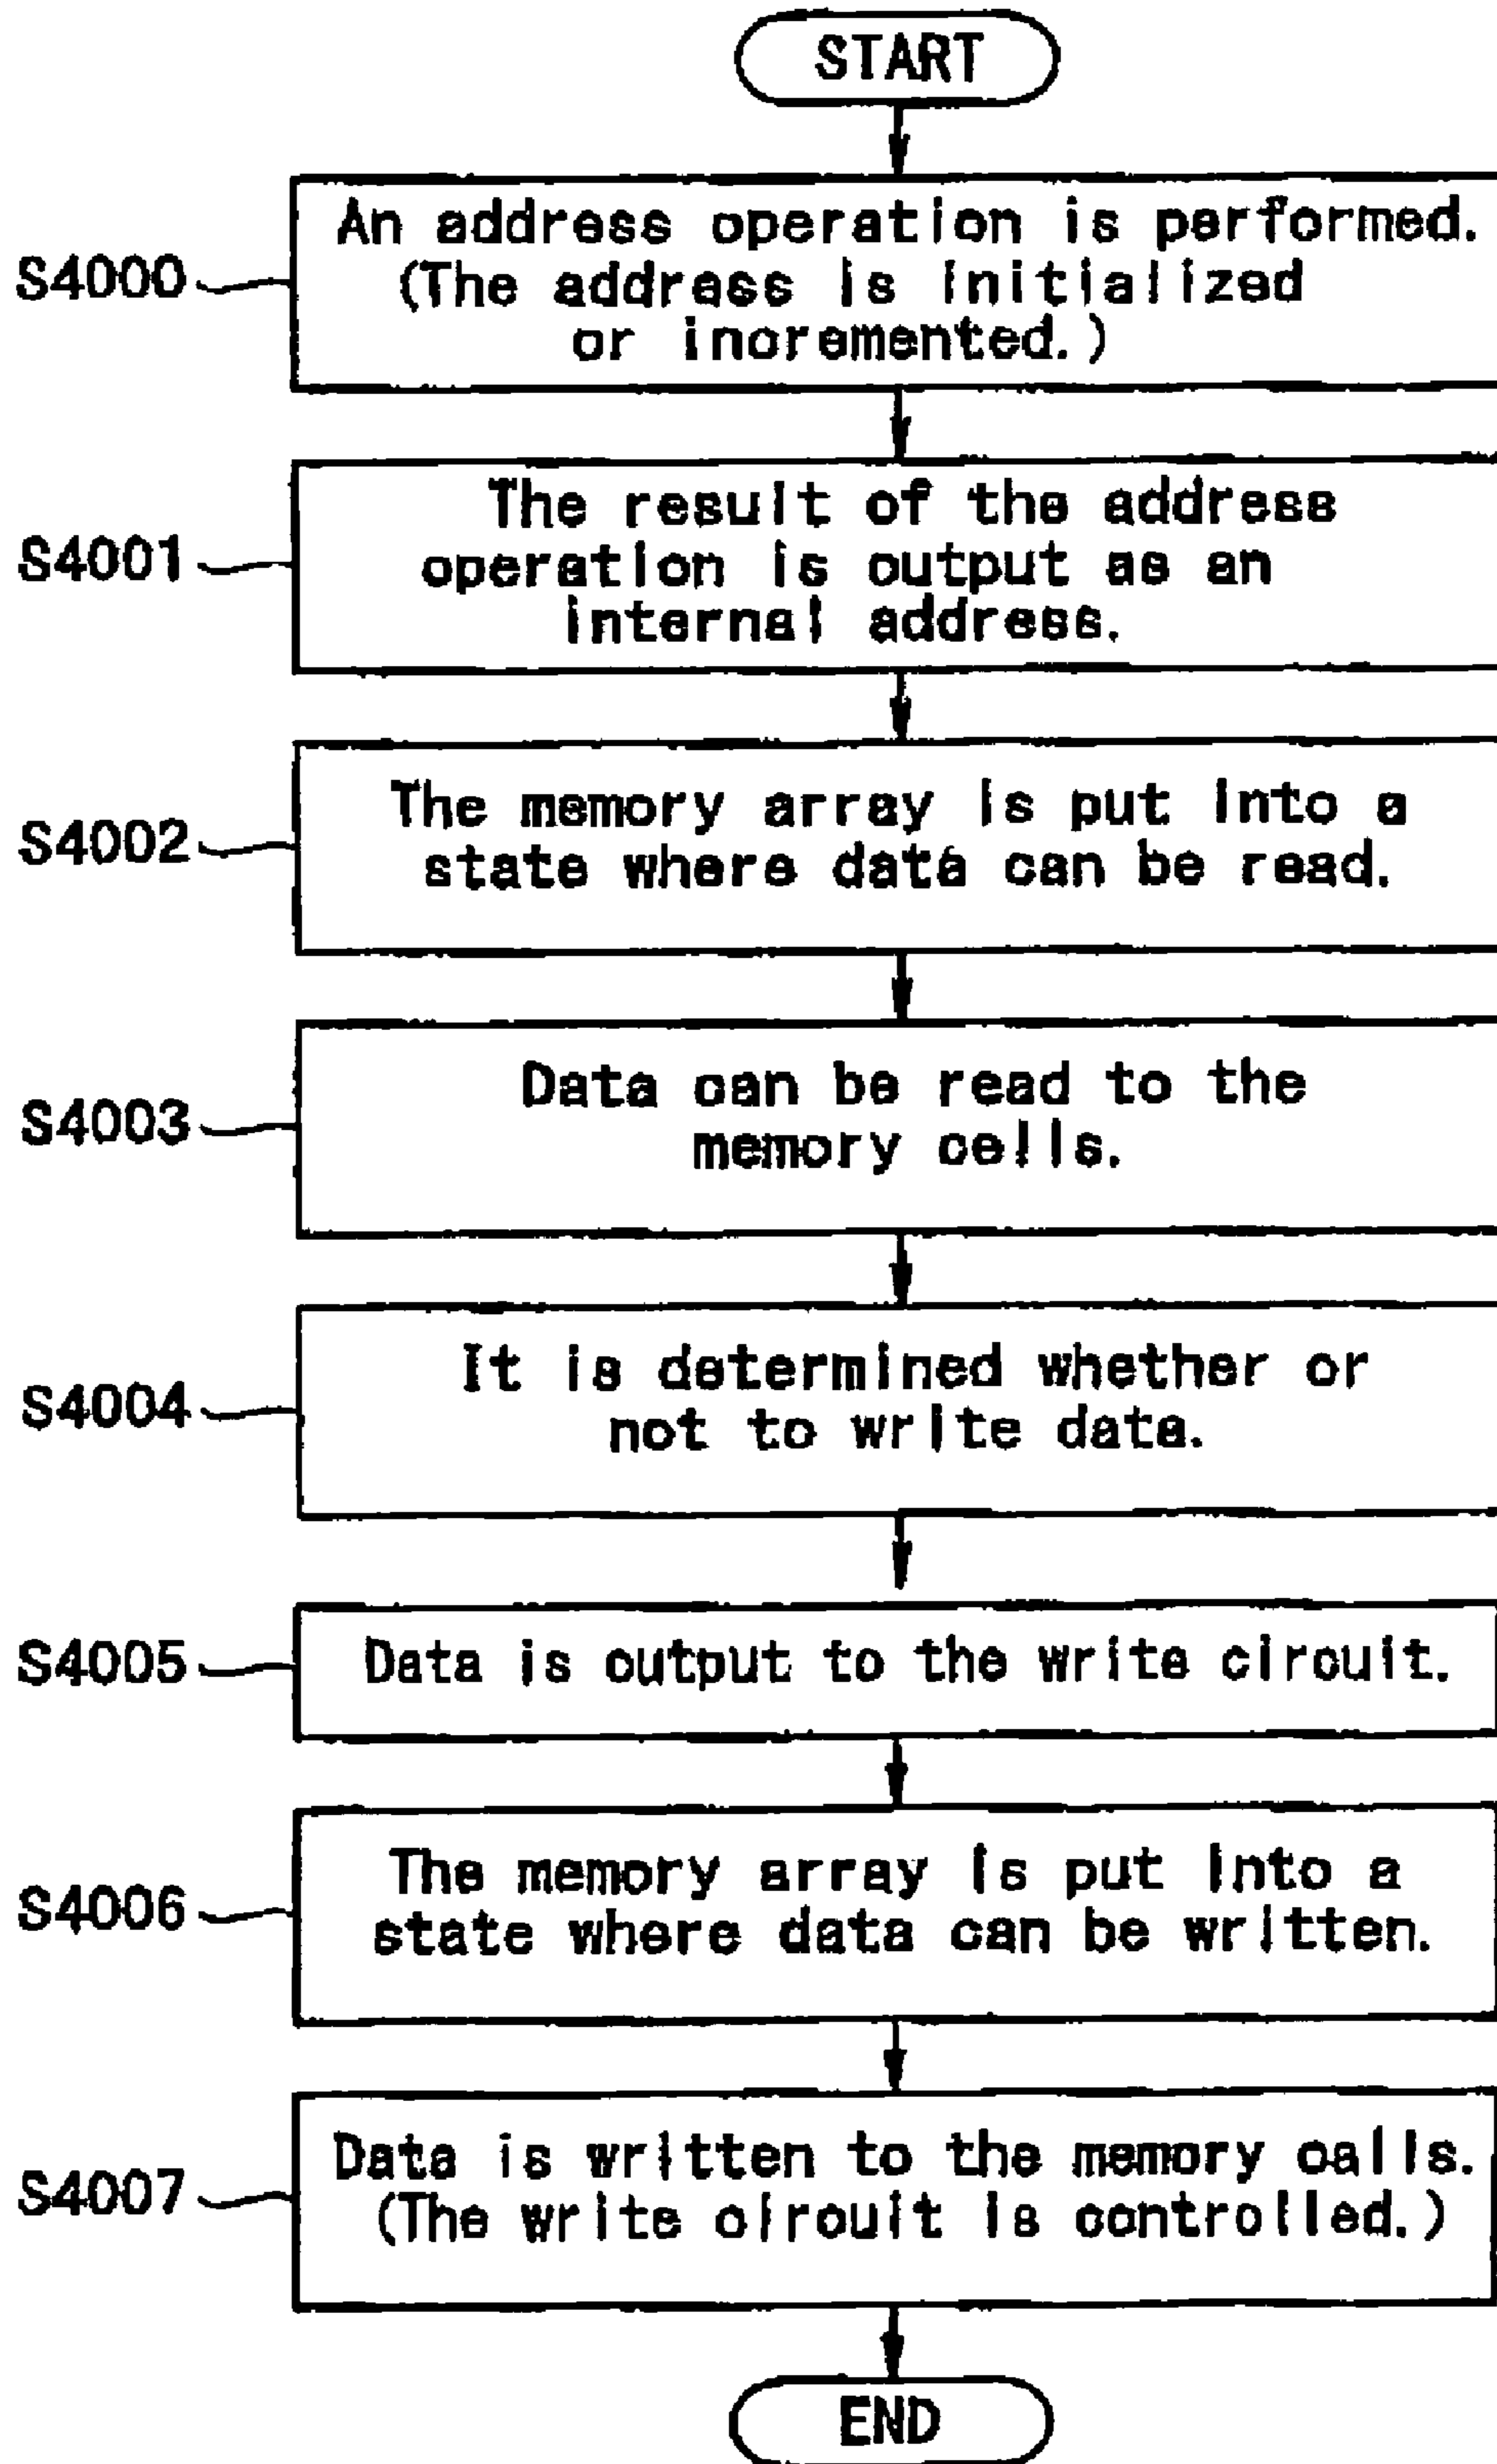 START
S4000
An address operation is performed.
(The address is initialized
or incremented.)
S4001
The result of the address
operation is output as an
internal address.
S4002
The memory array is put into a
state where data can be read.
S4003
Data can be read to the
memory cells.
S4004
It is determined whether or
not to write data.
S4005
Data is output to the write circuit.
S4006
The memory array is put into a
state where data can be written.
S4007
Data is written to the memory calls.
(The write circuit is controlled.)
END